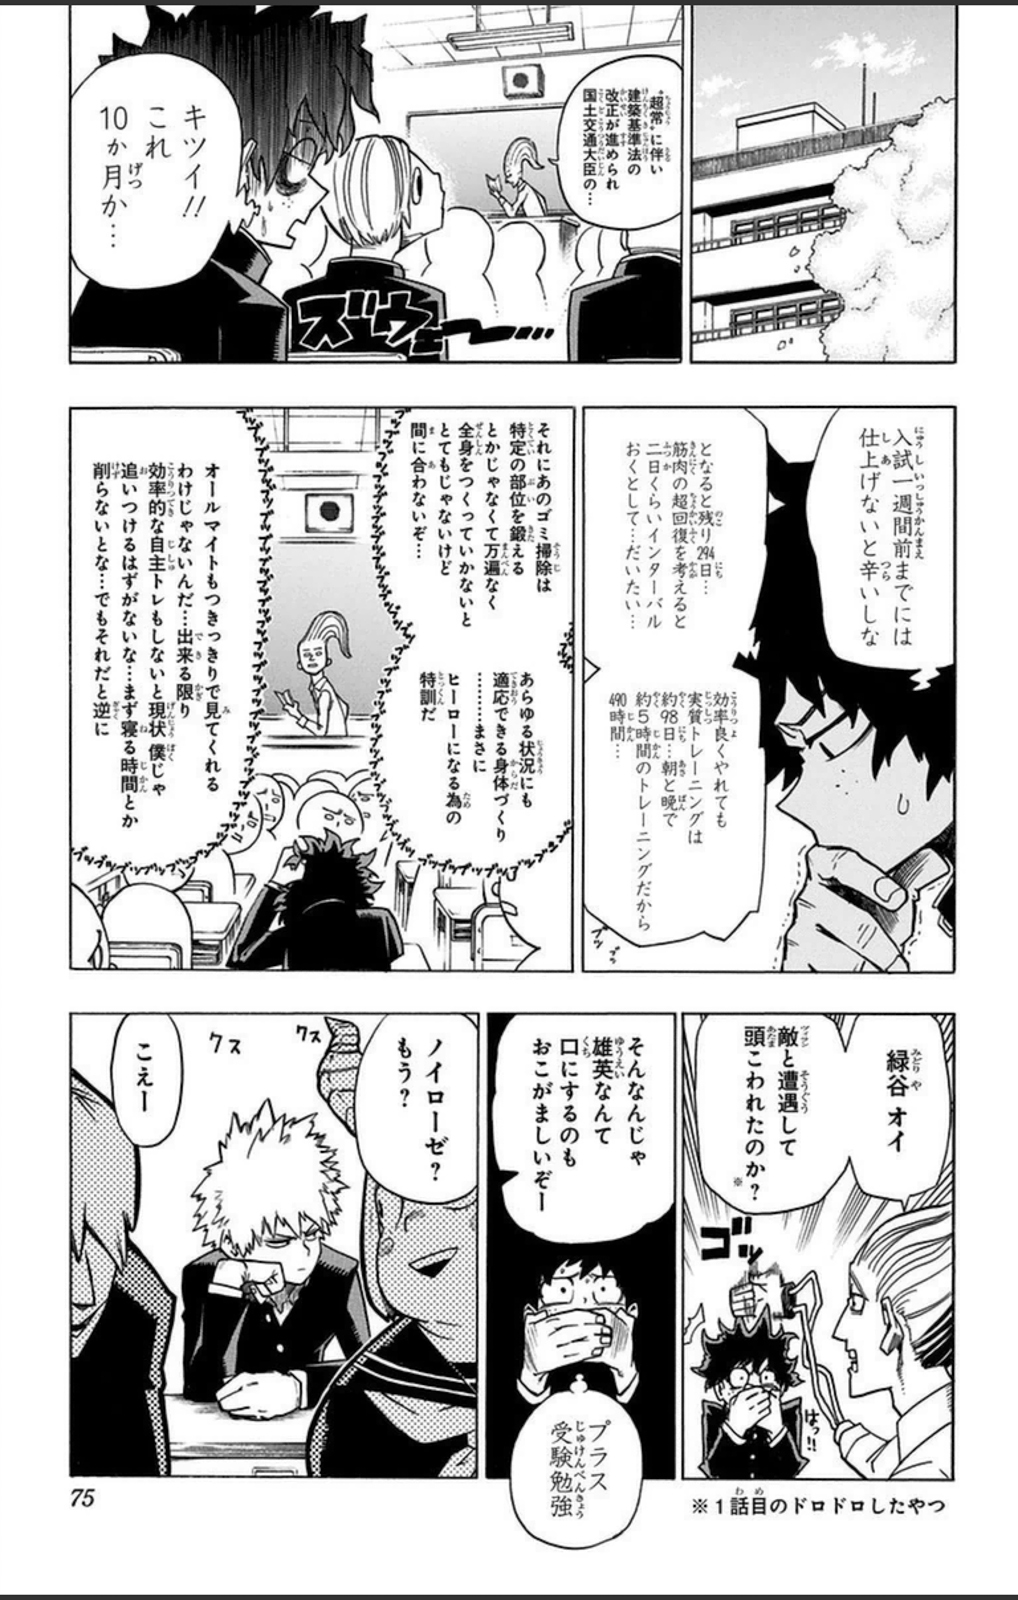 "超常"に伴い
建築基準法の
改正が進められ
国土交通大臣の…
キツイ!!
これ
10か月か…
ズウゥ〜…
入試一週間前までには
仕上げないと辛いしな
となると残り294日…
筋肉の超回復を考えると
二日くらいインターバル
おくとして…だいたい…
効率良くやれても
実質トレーニングは
約98日…朝と晩で
約5時間のトレーニングだから
490時間…
ブツブツ
それにあのゴミ掃除は
特定の部位を鍛える
とかじゃなくて万遍なく
全身をつくっていかないと
とてもじゃないけど
間に合わないぞ…
あらゆる状況にも
適応できる身体づくり
………まさに
ヒーローになる為の
特訓だ
オールマイトもつきっきりで見てくれる
わけじゃないんだ…出来る限り
効率的な自主トレもしないと現状 僕じゃ
追いつけるはずがないな…まず寝る時間とか
削らないとな…でもそれだと逆に
ブツブツブツブツ
緑谷 オイ
敵と遭遇して
頭こわれたのか?※
ゴッ
はっ!!
※1話目のドロドロしたやつ
そんなんじゃ
雄英なんて
口にするのも
おこがましいぞー
プラス
受験勉強
ノイローゼ?
もう?
クス
クス
こえー
75